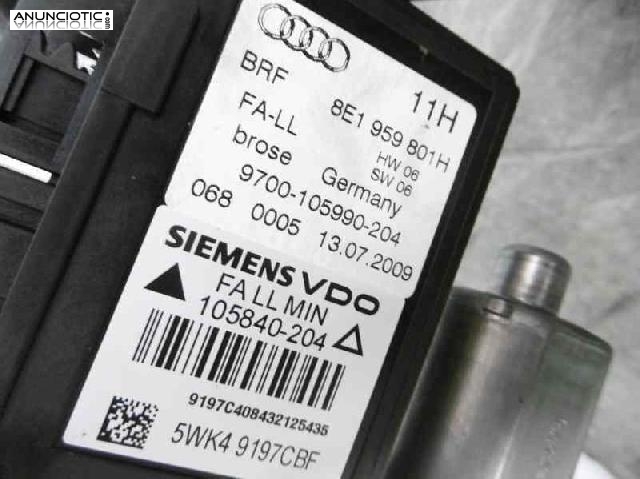 ANUNCIOTIC
BRF
11H
8E1 959 801H
FA-LL
HW 06
SW 06
brose Germany
9700-105990-204
068 0005 13.07.2009
SIEMENS VDO
FA LL MIN
105840-204
9197C408432125435
5WK4 9197CBF